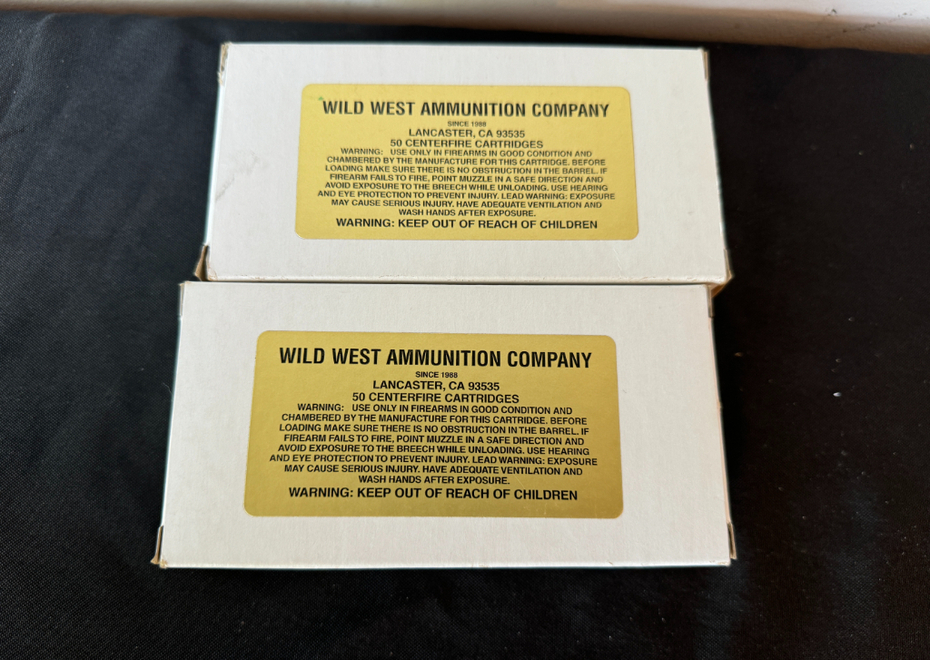 WILD WEST AMMUNITION COMPANY
SINCE 1988
LANCASTER, CA 93535
50 CENTERFIRE CARTRIDGES
WARNING: USE ONLY IN FIREARMS IN GOOD CONDITION AND
CHAMBERED BY THE MANUFACTURE FOR THIS CARTRIDGE. BEFORE
LOADING MAKE SURE THERE IS NO OBSTRUCTION IN THE BARREL. IF
FIREARM FAILS TO FIRE, POINT MUZZLE IN A SAFE DIRECTION AND
AVOID EXPOSURE TO THE BREECH WHILE UNLOADING. USE HEARING
AND EYE PROTECTION TO PREVENT INJURY. LEAD WARNING: EXPOSURE
MAY CAUSE SERIOUS INJURY. HAVE ADEQUATE VENTILATION AND
WASH HANDS AFTER EXPOSURE.
WARNING: KEEP OUT OF REACH OF CHILDREN
WILD WEST AMMUNITION COMPANY
SINCE 1988
LANCASTER, CA 93535
50 CENTERFIRE CARTRIDGES
WARNING: USE ONLY IN FIREARMS IN GOOD CONDITION AND
CHAMBERED BY THE MANUFACTURE FOR THIS CARTRIDGE. BEFORE
LOADING MAKE SURE THERE IS NO OBSTRUCTION IN THE BARREL. IF
FIREARM FAILS TO FIRE, POINT MUZZLE IN A SAFE DIRECTION AND
AVOID EXPOSURE TO THE BREECH WHILE UNLOADING. USE HEARING
AND EYE PROTECTION TO PREVENT INJURY. LEAD WARNING: EXPOSURE
MAY CAUSE SERIOUS INJURY. HAVE ADEQUATE VENTILATION AND
WASH HANDS AFTER EXPOSURE.
WARNING: KEEP OUT OF REACH OF CHILDREN